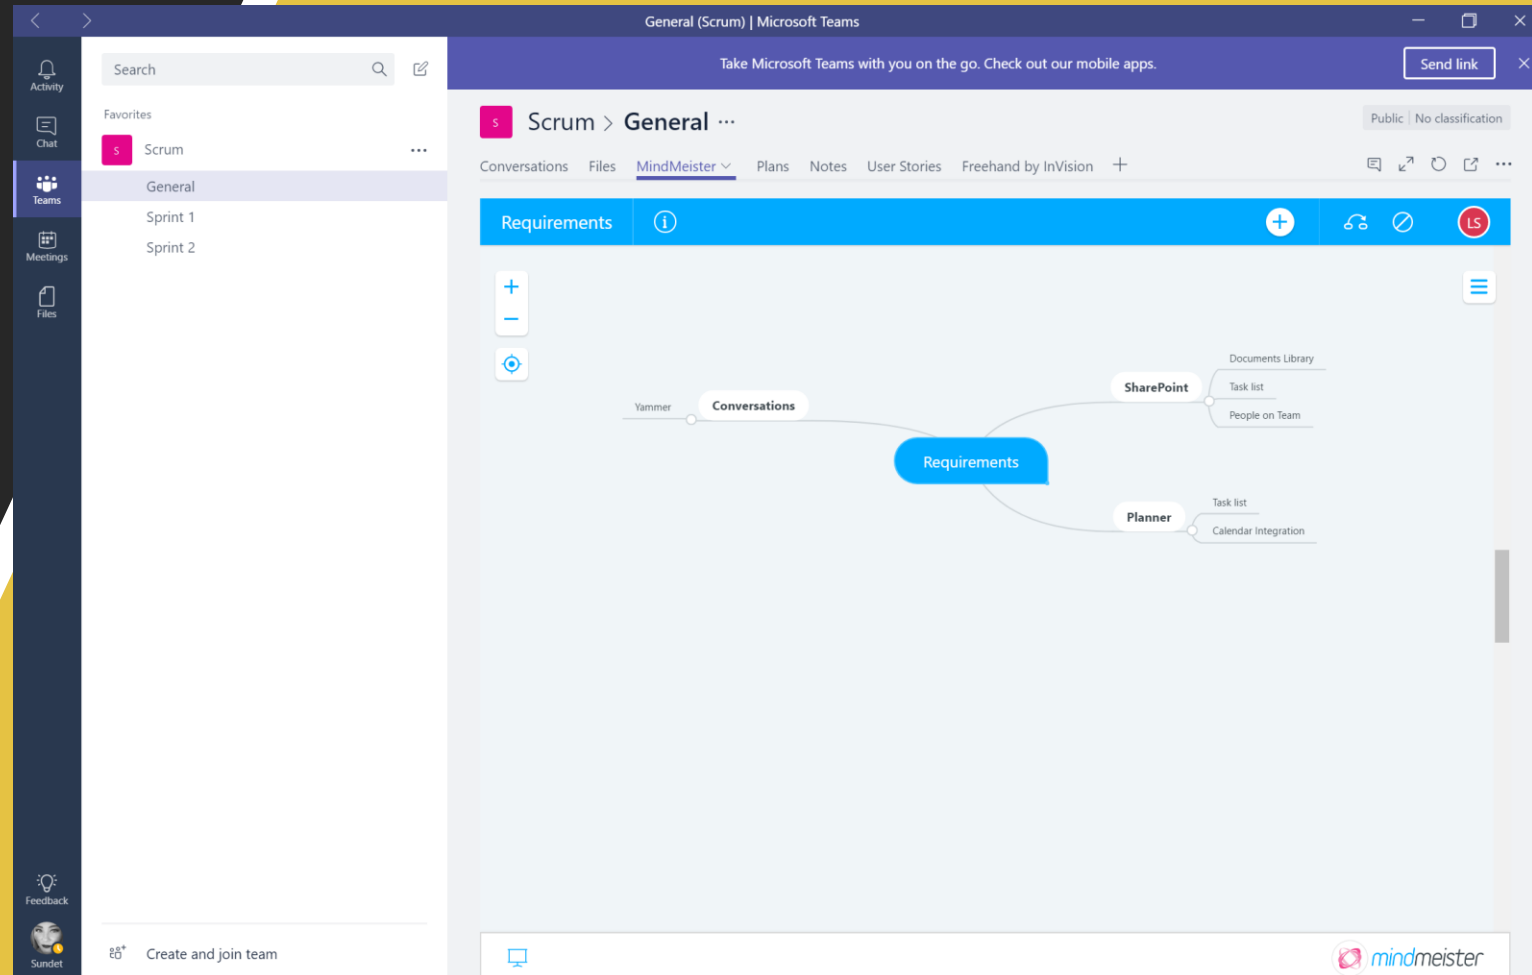 General (Scrum) | Microsoft Teams
Activity
Chat
Teams
Meetings
Files
Feedback
Sundet
Search
Favorites
S Scrum ...
General
Sprint 1
Sprint 2
Create and join team
Take Microsoft Teams with you on the go. Check out our mobile apps. Send link
S Scrum > General ...
Public | No classification
Conversations Files MindMeister Plans Notes User Stories Freehand by InVision +
Requirements
LS
Yammer
Conversations
Requirements
SharePoint
Documents Library
Task list
People on Team
Planner
Task list
Calendar Integration
mindmeister